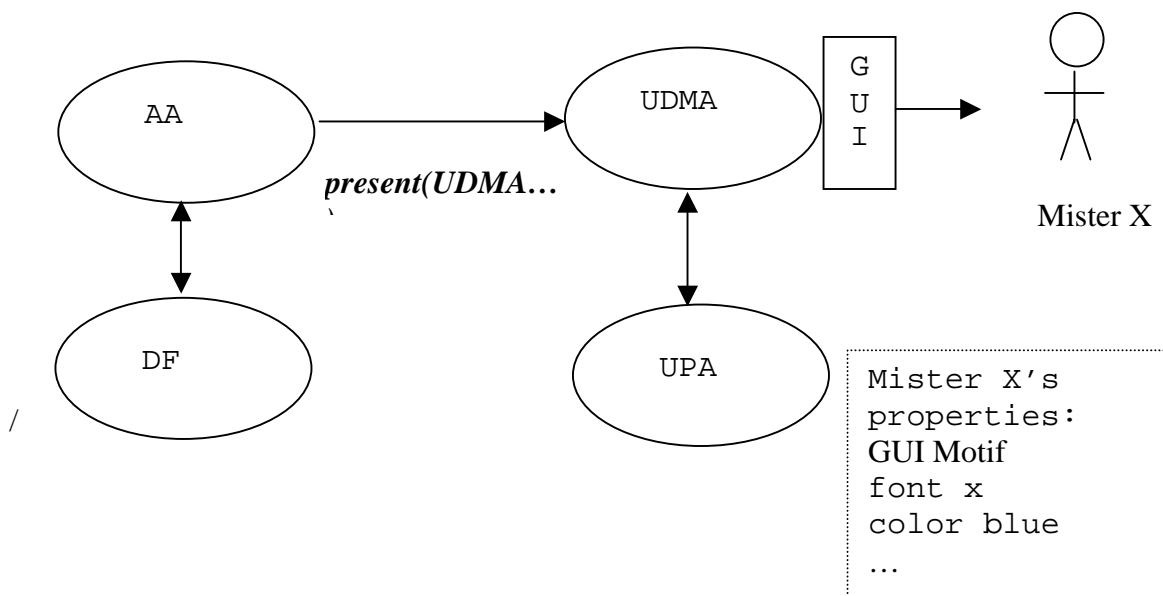 AA
UDMA
G
U
I
present(UDMA…
)
Mister X
DF
UPA
/
Mister X’s
properties:
GUI Motif
font x
color blue
…